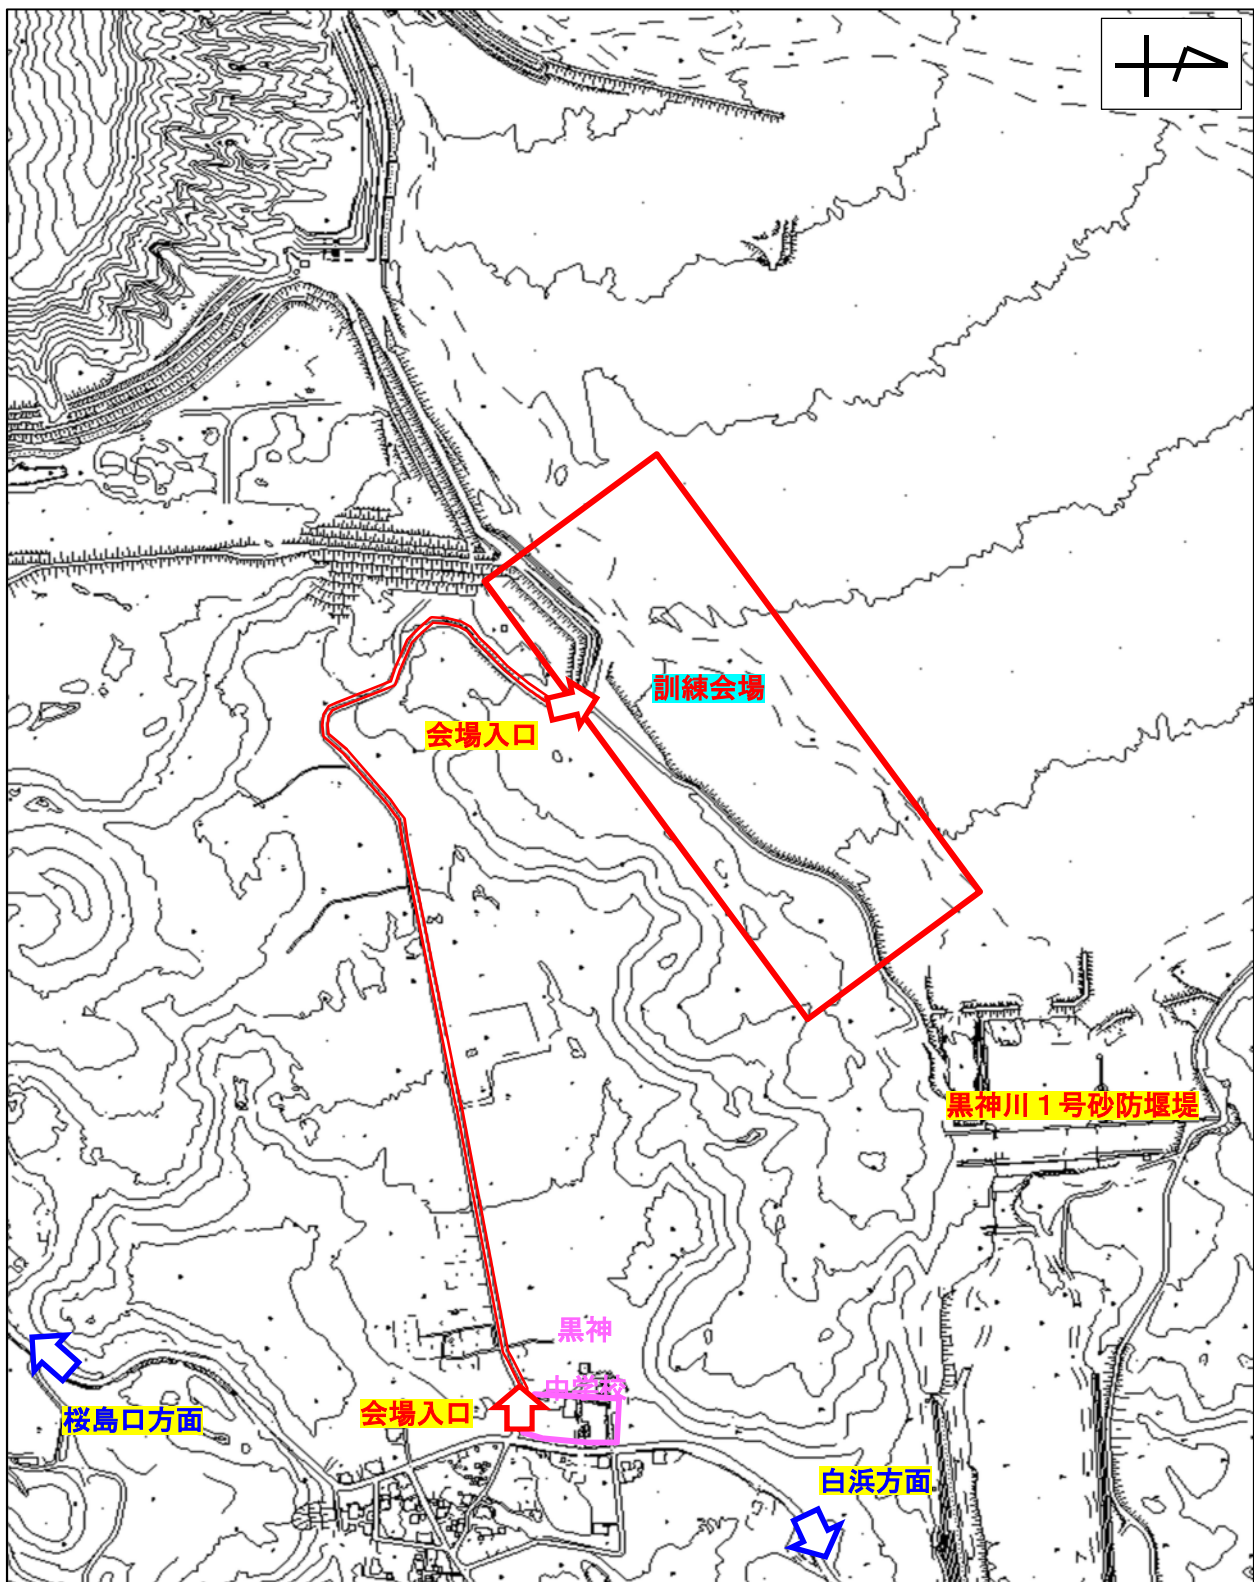 訓練会場
会場入口
黒神川１号砂防堰堤
黒神
中学校
会場入口
桜島口方面
白浜方面